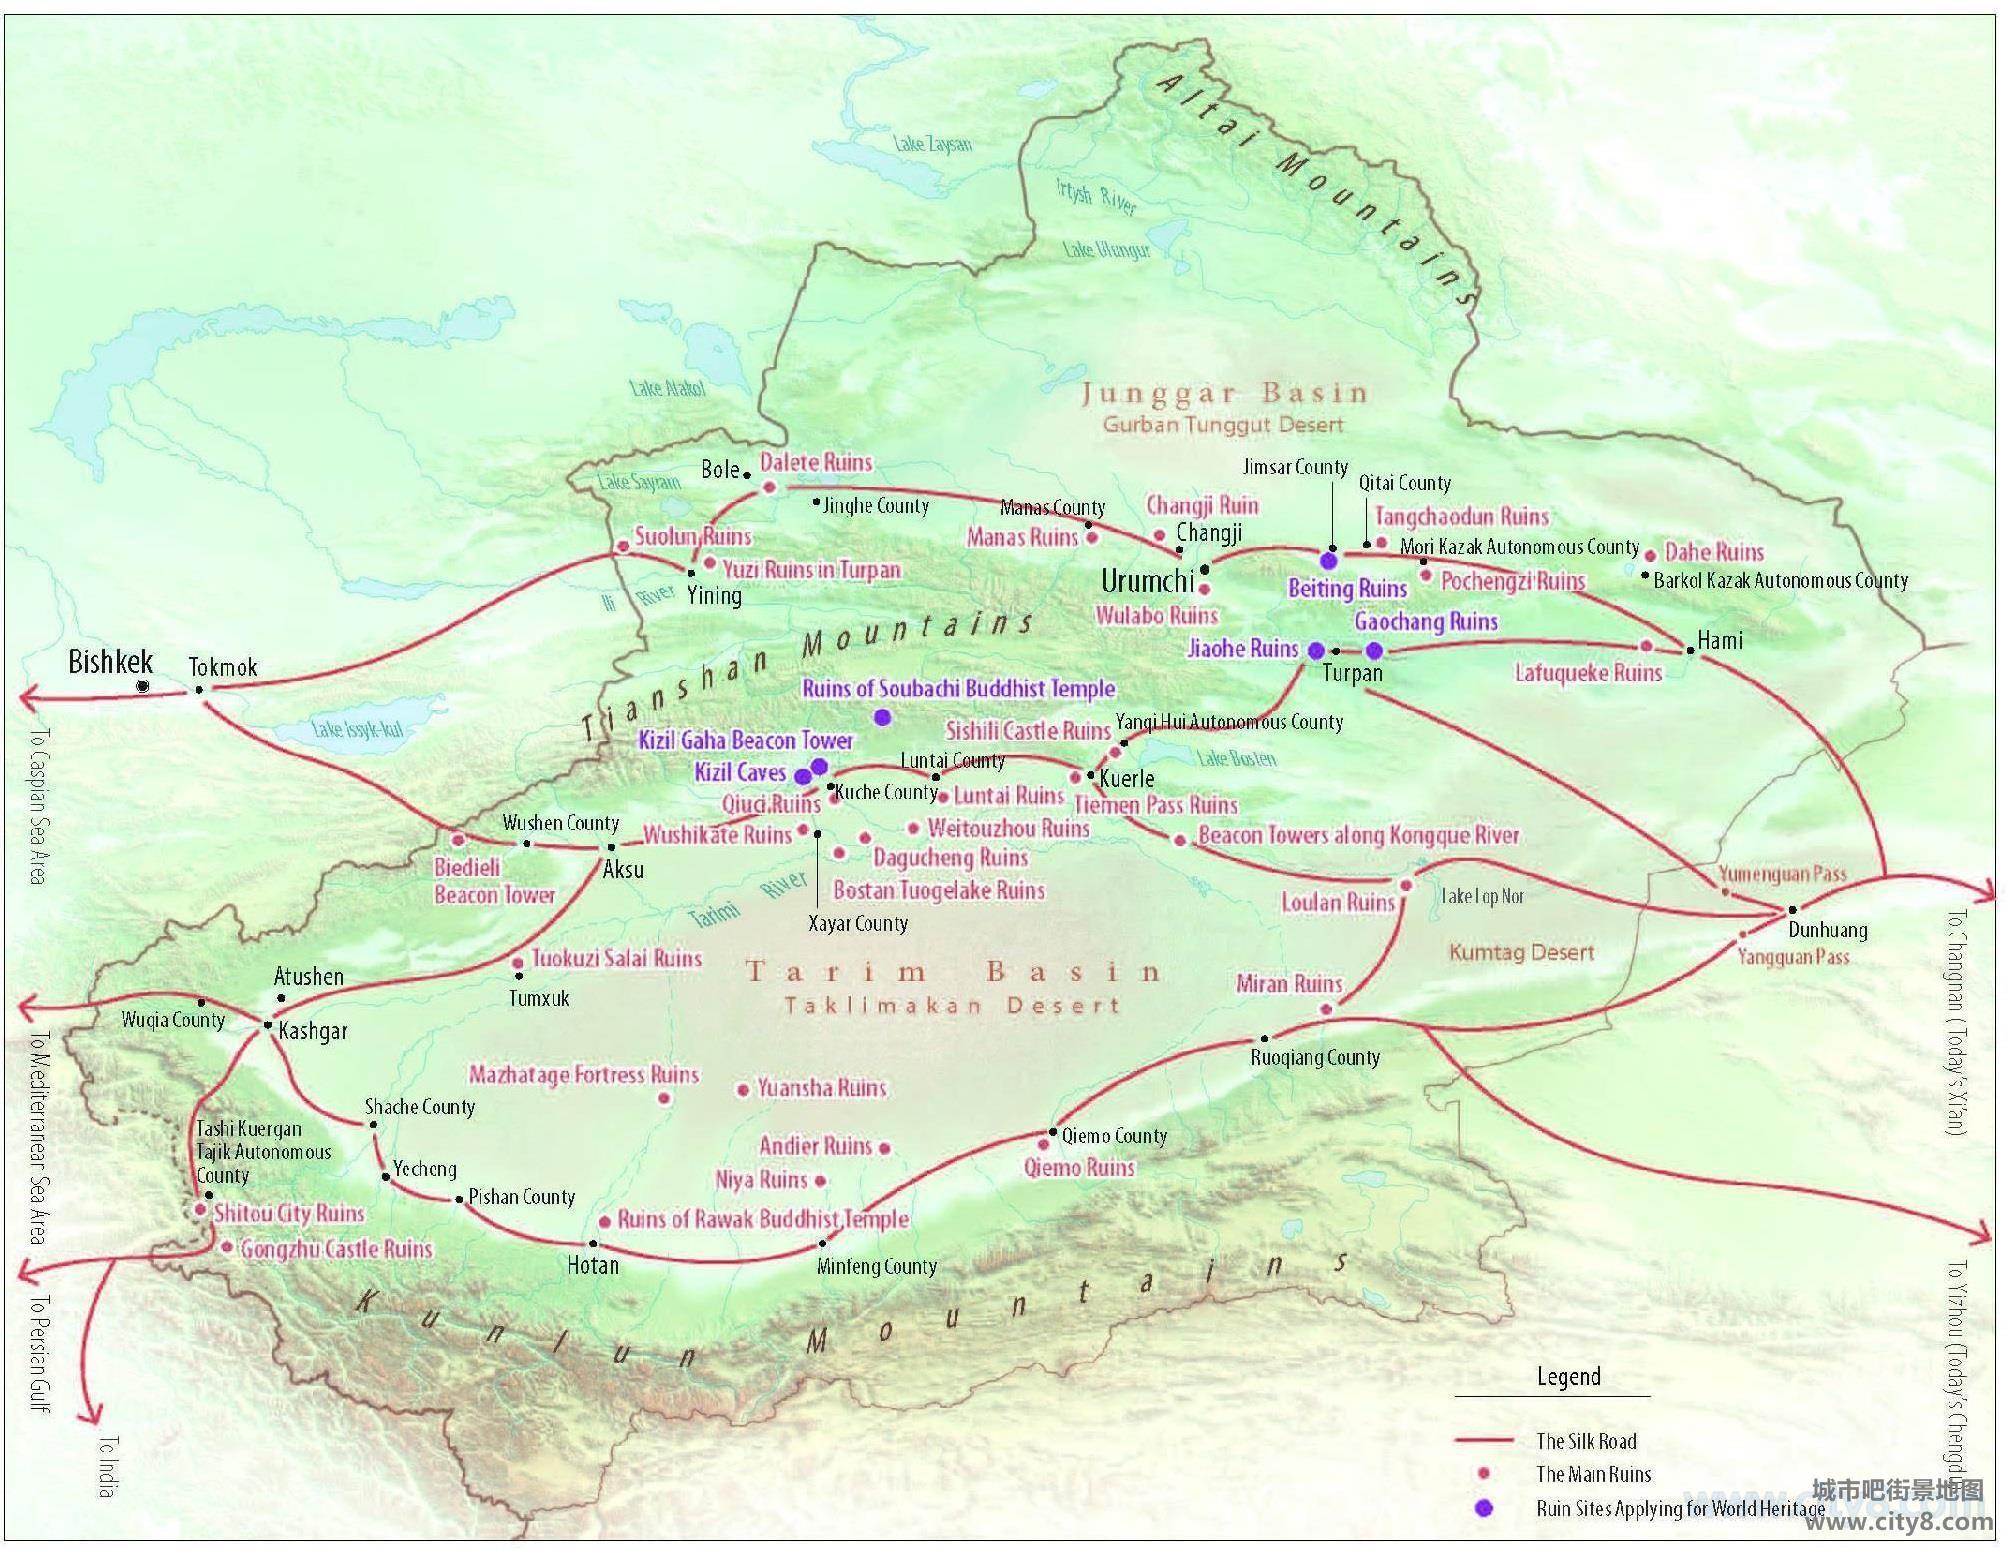 Altai Mountains
Lake Zaysan
Irtysh River
Lake Ulungur
Lake Alakol
Junggar Basin
Gurban Tunggut Desert
Bole
Dalete Ruins
Lake Sayram
Jinghe County
Manas County
Manas Ruins
Changji Ruin
Changji
Jimsar County
Qitai County
Tangchaodun Ruins
Mori Kazak Autonomous County
Dahe Ruins
Barkol Kazak Autonomous County
Suolun Ruins
Yuzi Ruins in Turpan
Yining
Ili River
Urumchi
Wulabo Ruins
Beiting Ruins
Pochengzi Ruins
Gaochang Ruins
Jiaohe Ruins
Turpan
Lafuqueke Ruins
Hami
Bishkek
Tokmok
Lake Issyk-kul
Tianshan Mountains
Ruins of Soubachi Buddhist Temple
Kizil Gaha Beacon Tower
Kizil Caves
Sishili Castle Ruins
Yanqi Hui Autonomous County
Lake Bosten
Luntai County
Kuerle
Kuche County
Qiuci Ruins
Luntai Ruins
Tiemen Pass Ruins
Wushen County
Wushikate Ruins
Weitouzhou Ruins
Beacon Towers along Kongque River
Dagucheng Ruins
Bostan Tuogelake Ruins
Xayar County
Aksu
Biedieli
Beacon Tower
Tarimi River
Loulan Ruins
Lake Lop Nor
Yumenguan Pass
Dunhuang
Yangguan Pass
Kumtag Desert
Tuokuzi Salai Ruins
Tumxuk
Tarim Basin
Taklimakan Desert
Miran Ruins
Ruoqiang County
Atushen
Wuqia County
Kashgar
Mazhatage Fortress Ruins
Yuansha Ruins
Shache County
Tashi Kuergan
Tajik Autonomous
County
Yecheng
Pishan County
Andier Ruins
Niya Ruins
Qiemo County
Qiemo Ruins
Shitou City Ruins
Gongzhu Castle Ruins
Ruins of Rawak Buddhist Temple
Hotan
Minfeng County
Kunlun Mountains
To Caspian Sea Area
To Mediterranean Sea Area
To Persian Gulf
To India
To Changnan (Today's Xi'an)
To Yizhou (Today's Chengdu
Legend
The Silk Road
The Main Ruins
Ruin Sites Applying for World Heritage
城市吧街景地图
www.city8.com